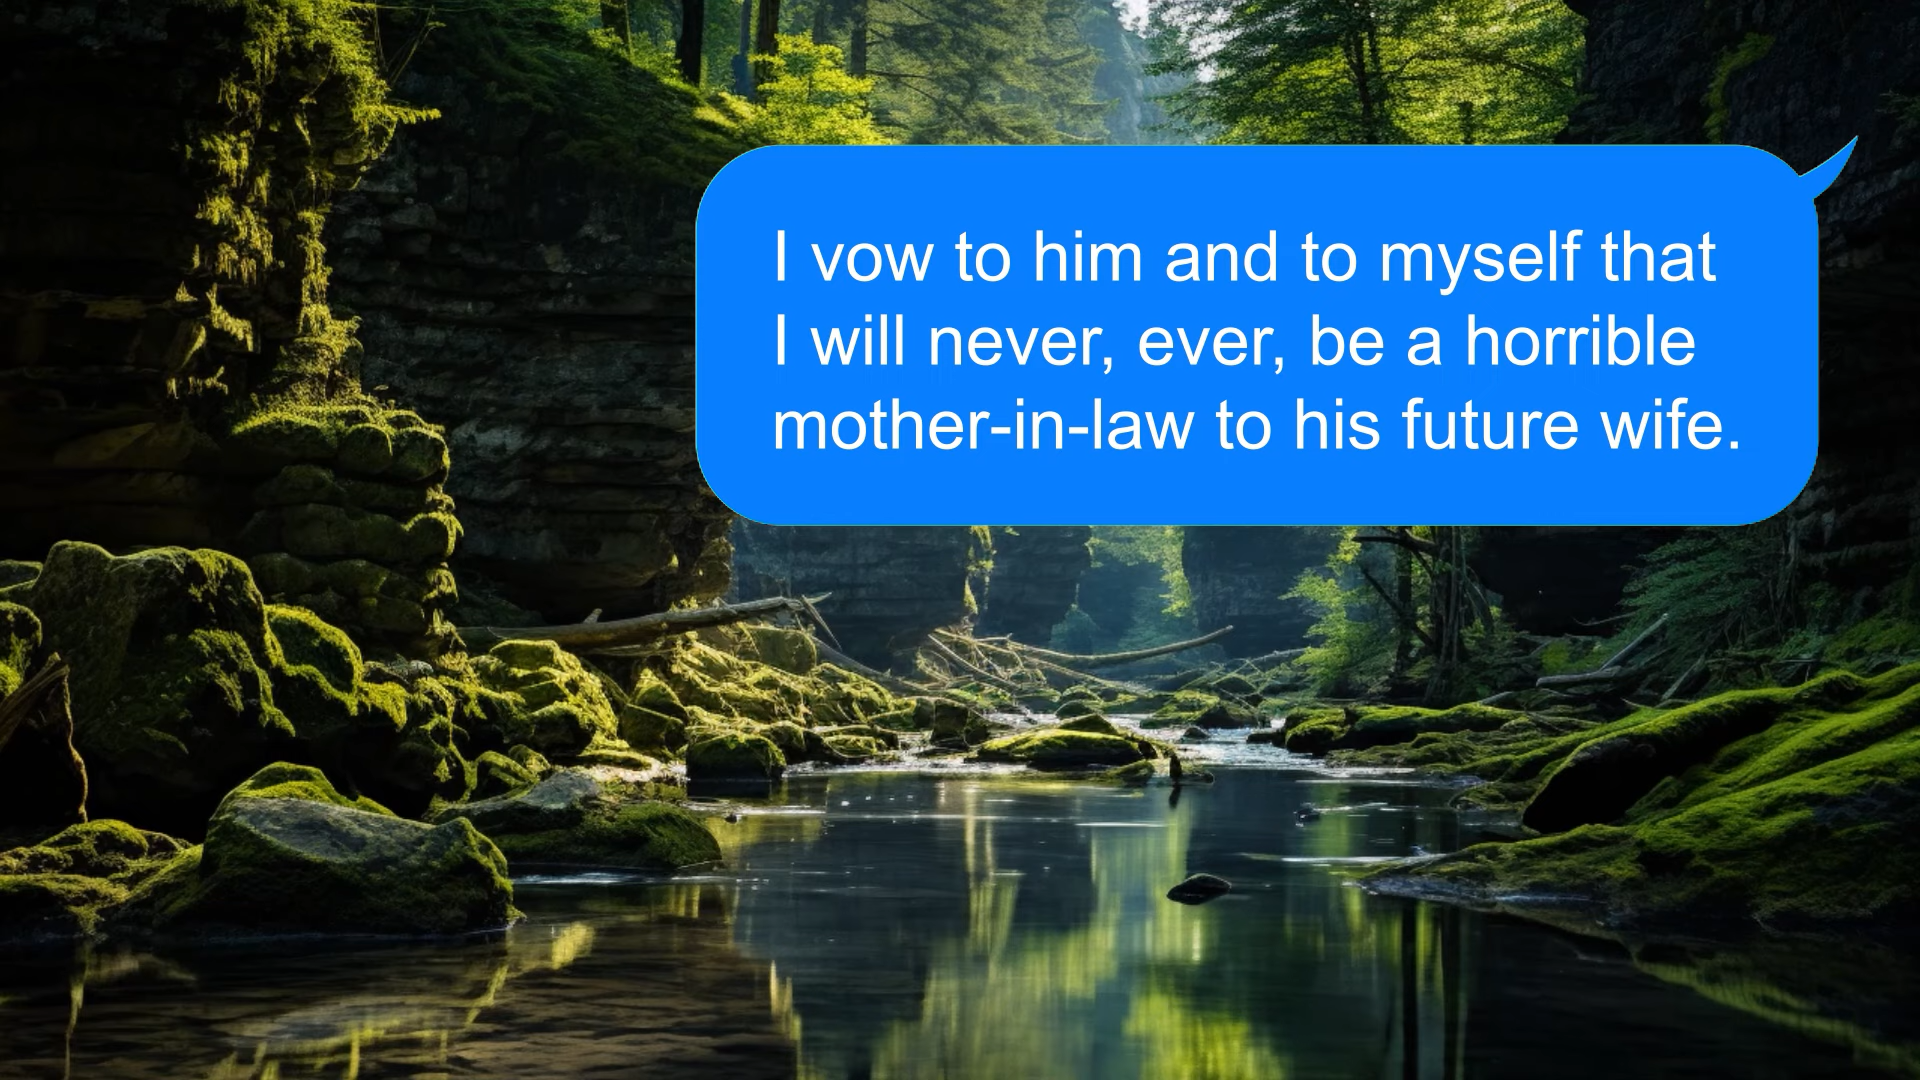 I vow to him and to myself that
I will never, ever, be a horrible
mother-in-law to his future wife.